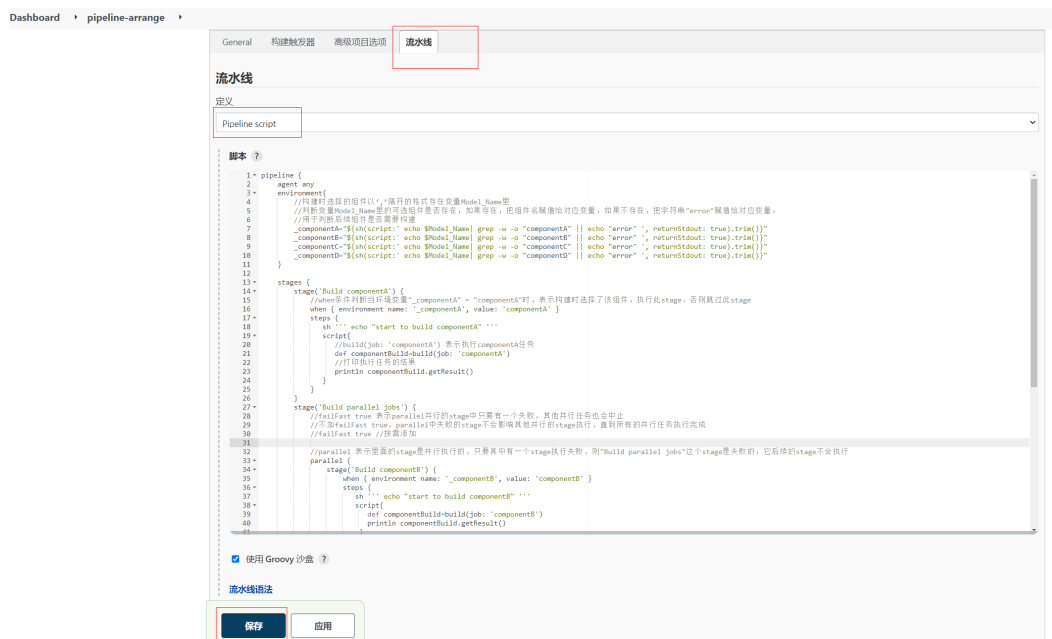 Dashboard pipeline-arrange
General 构建触发器 高级项目选项 流水线
流水线
定义
Pipeline script
脚本 ?
1 pipeline {
2 agent any
3 environment{
4 //构建时选择的组件以','隔开的格式存在变量Model_Name里
5 //判断变量Model_Name里的可选组件是否存在，如果存在，把组件名赋值给对应变量，如果不存在，把字符串"error"赋值给对应变量。
6 //用于判断后续组件是否需要构建
7 _componentA="${sh(script:' echo $Model_Name| grep -w -o "componentA" || echo "error" ', returnStdout: true).trim()}"
8 _componentB="${sh(script:' echo $Model_Name| grep -w -o "componentB" || echo "error" ', returnStdout: true).trim()}"
9 _componentC="${sh(script:' echo $Model_Name| grep -w -o "componentC" || echo "error" ', returnStdout: true).trim()}"
10 _componentD="${sh(script:' echo $Model_Name| grep -w -o "componentD" || echo "error" ', returnStdout: true).trim()}"
11 }
12
13 stages {
14 stage('Build componentA') {
15 //when条件判断当环境变量"_componentA" = "componentA"时，表示构建时选择了该组件，执行此stage，否则跳过此stage
16 when { environment name: '_componentA', value: 'componentA' }
17 steps {
18 sh ''' echo "start to build componentA" '''
19 script{
20 //build(job: 'componentA') 表示执行componentA任务
21 def componentBuild=build(job: 'componentA')
22 //打印执行任务的结果
23 println componentBuild.getResult()
24 }
25 }
26 }
27 stage('Build parallel jobs') {
28 //failFast true 表示parallel并行的stage中只要有一个失败，其他并行任务也会中止
29 //不加failFast true，parallel中失败的stage不会影响其他并行的stage执行，直到所有的并行任务执行完成
30 //failFast true //按需添加
31
32 //parallel 表示里面的stage是并行执行的，只要其中有一个stage执行失败，则"Build parallel jobs"这个stage是失败的，它后续的stage不会执行
33 parallel {
34 stage('Build componentB') {
35 when { environment name: '_componentB', value: 'componentB' }
36 steps {
37 sh ''' echo "start to build componentB" '''
38 script{
39 def componentBuild=build(job: 'componentB')
40 println componentBuild.getResult()
41 }
使用 Groovy 沙盒 ?
流水线语法
保存 应用